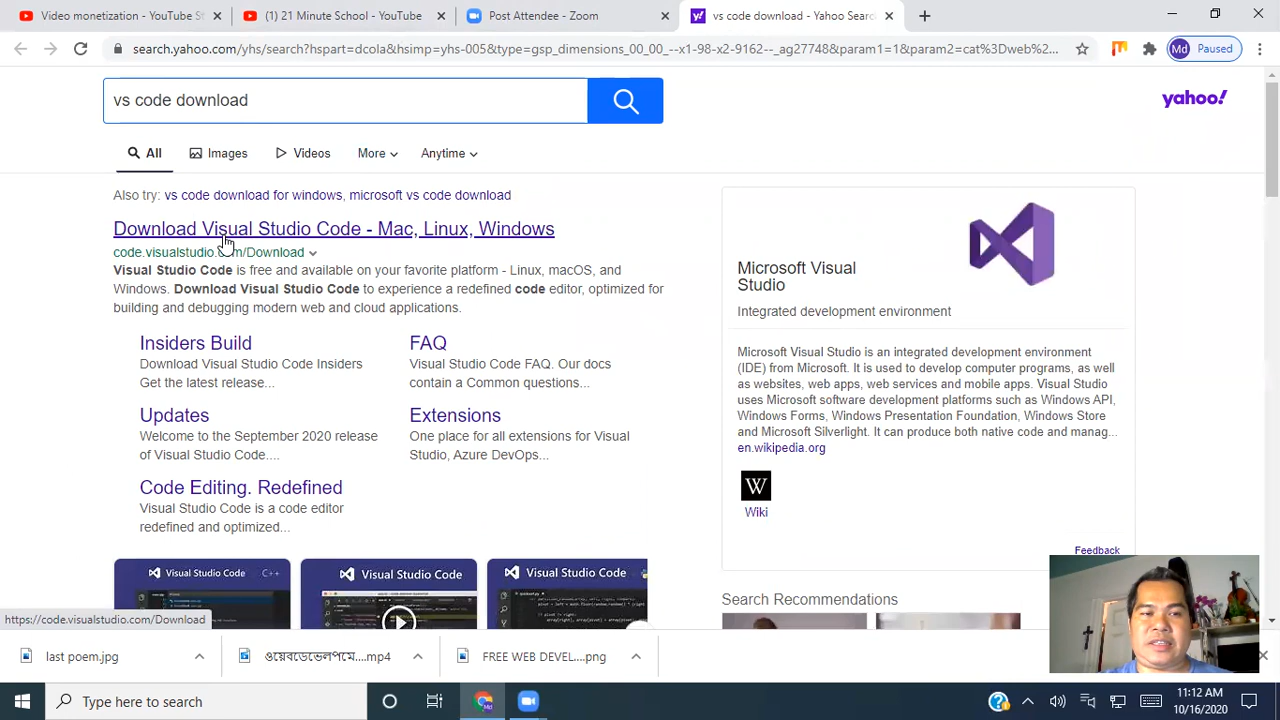 Video monetization - YouTube St
(1) 21 Minute School - YouTube
Post Attendee - Zoom
vs code download - Yahoo Search
search.yahoo.com/yhs/search?hspart=dcola&hsimp=yhs-005&type=gsp_dimensions_00_00_--x1-98-x2-9162--_ag27748&param1=1&param2=cat%3Dweb%2...
Md
Paused
vs code download
yahoo!
All
Images
Videos
More
Anytime
Also try: vs code download for windows, microsoft vs code download
Download Visual Studio Code - Mac, Linux, Windows
code.visualstudio.com/Download
Visual Studio Code is free and available on your favorite platform - Linux, macOS, and
Windows. Download Visual Studio Code to experience a redefined code editor, optimized for
building and debugging modern web and cloud applications.
Insiders Build
Download Visual Studio Code Insiders
Get the latest release...
FAQ
Visual Studio Code FAQ. Our docs
contain a Common questions...
Updates
Welcome to the September 2020 release
of Visual Studio Code....
Extensions
One place for all extensions for Visual
Studio, Azure DevOps...
Code Editing. Redefined
Visual Studio Code is a code editor
redefined and optimized...
Visual Studio Code
C++
Visual Studio Code
Visual Studio Code
Microsoft Visual
Studio
Integrated development environment
Microsoft Visual Studio is an integrated development environment
(IDE) from Microsoft. It is used to develop computer programs, as well
as websites, web apps, web services and mobile apps. Visual Studio
uses Microsoft software development platforms such as Windows API,
Windows Forms, Windows Presentation Foundation, Windows Store
and Microsoft Silverlight. It can produce both native code and manag...
en.wikipedia.org
W
Wiki
Feedback
Search Recommendations
https://code.visualstudio.com/Download
last poem.jpg
ওয়েবডেভেলপমে....mp4
FREE WEB DEVEL....png
Type here to search
11:12 AM
10/16/2020